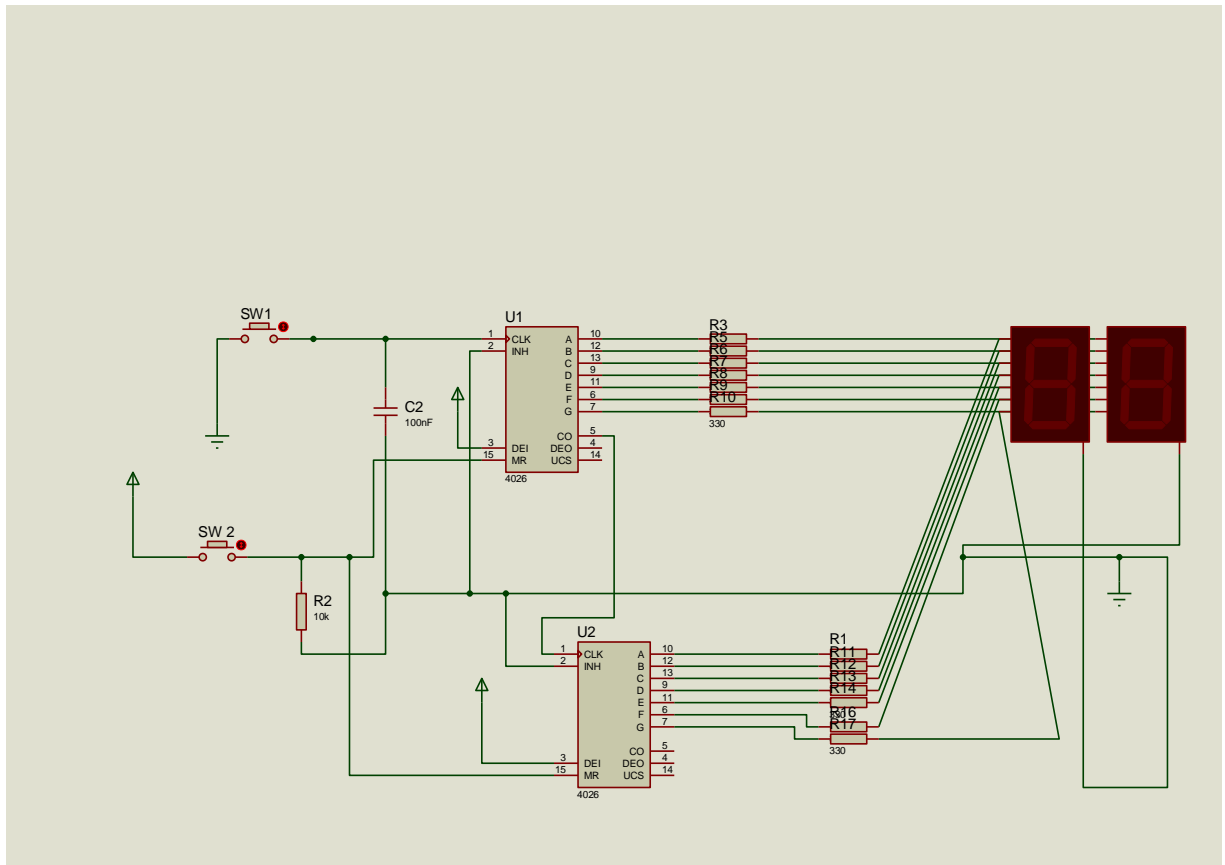 SW1
C2
100nF
SW 2
R2
10k
U1
1 CLK A 10
2 INH B 12
C 13
D 9
E 11
F 6
G 7
CO 5
3 DEI DEO 4
15 MR UCS 14
4026
R3
R5
R6
R7
R8
R9
R10
330
U2
1 CLK A 10
2 INH B 12
C 13
D 9
E 11
F 6
G 7
CO 5
3 DEI DEO 4
15 MR UCS 14
4026
R1
R11
R12
R13
R14
R16
R17
330